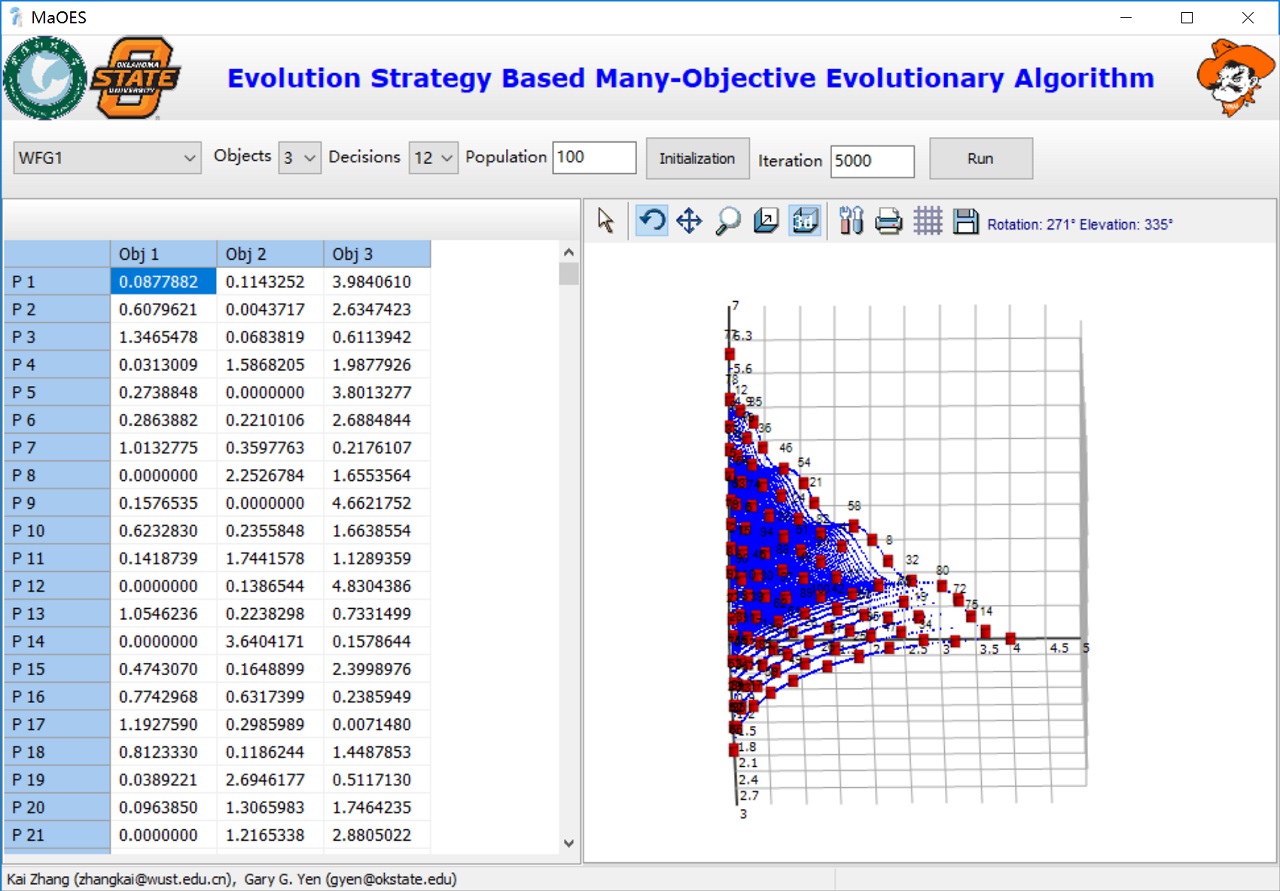 MaOES
OKLAHOMA
STATE
UNIVERSITY
Evolution Strategy Based Many-Objective Evolutionary Algorithm
WFG1 Objects 3 Decisions 12 Population 100 Initialization Iteration 5000 Run
Rotation: 271° Elevation: 335°
Obj 1 Obj 2 Obj 3
P 1 0.0877882 0.1143252 3.9840610
P 2 0.6079621 0.0043717 2.6347423
P 3 1.3465478 0.0683819 0.6113942
P 4 0.0313009 1.5868205 1.9877926
P 5 0.2738848 0.0000000 3.8013277
P 6 0.2863882 0.2210106 2.6884844
P 7 1.0132775 0.3597763 0.2176107
P 8 0.0000000 2.2526784 1.6553564
P 9 0.1576535 0.0000000 4.6621752
P 10 0.6232830 0.2355848 1.6638554
P 11 0.1418739 1.7441578 1.1289359
P 12 0.0000000 0.1386544 4.8304386
P 13 1.0546236 0.2223298 0.7331499
P 14 0.0000000 3.6404171 0.1578644
P 15 0.4743070 0.1648890 2.3998976
P 16 0.7742968 0.6317399 0.2385949
P 17 1.1927590 0.2985989 0.0071480
P 18 0.8123330 0.1186244 1.4487853
P 19 0.0389221 2.6946177 0.5117130
P 20 0.0963850 1.3065983 1.7464235
P 21 0.0000000 1.2165338 2.8805022
7
6.3
5.6
78
12
85
36
46
54
21
58
8
32
80
72
75
14
2.5 3 3.5 4 4.5 5
1.5
1.8
2.1
2.4
2.7
3
Kai Zhang (zhangkai@wust.edu.cn), Gary G. Yen (gyen@okstate.edu)